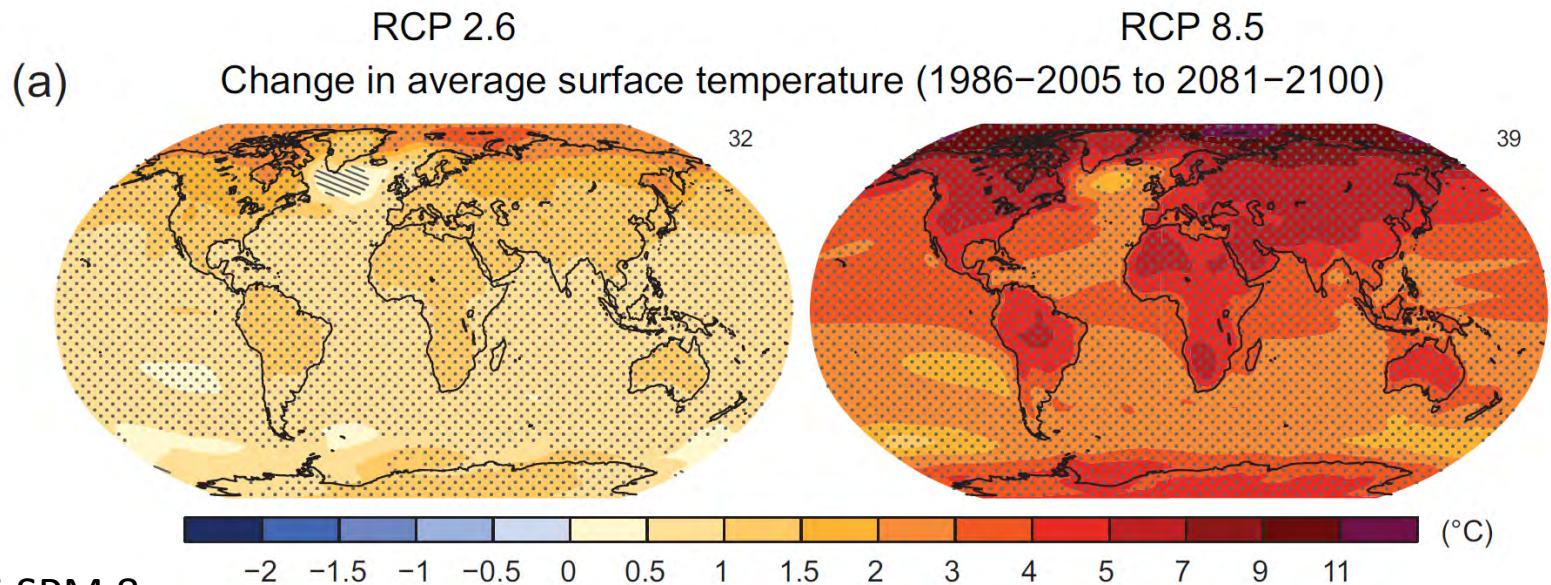 RCP 2.6 RCP 8.5
(a) Change in average surface temperature (1986−2005 to 2081−2100)
32 39
−2 −1.5 −1 −0.5 0 0.5 1 1.5 2 3 4 5 7 9 11 (°C)